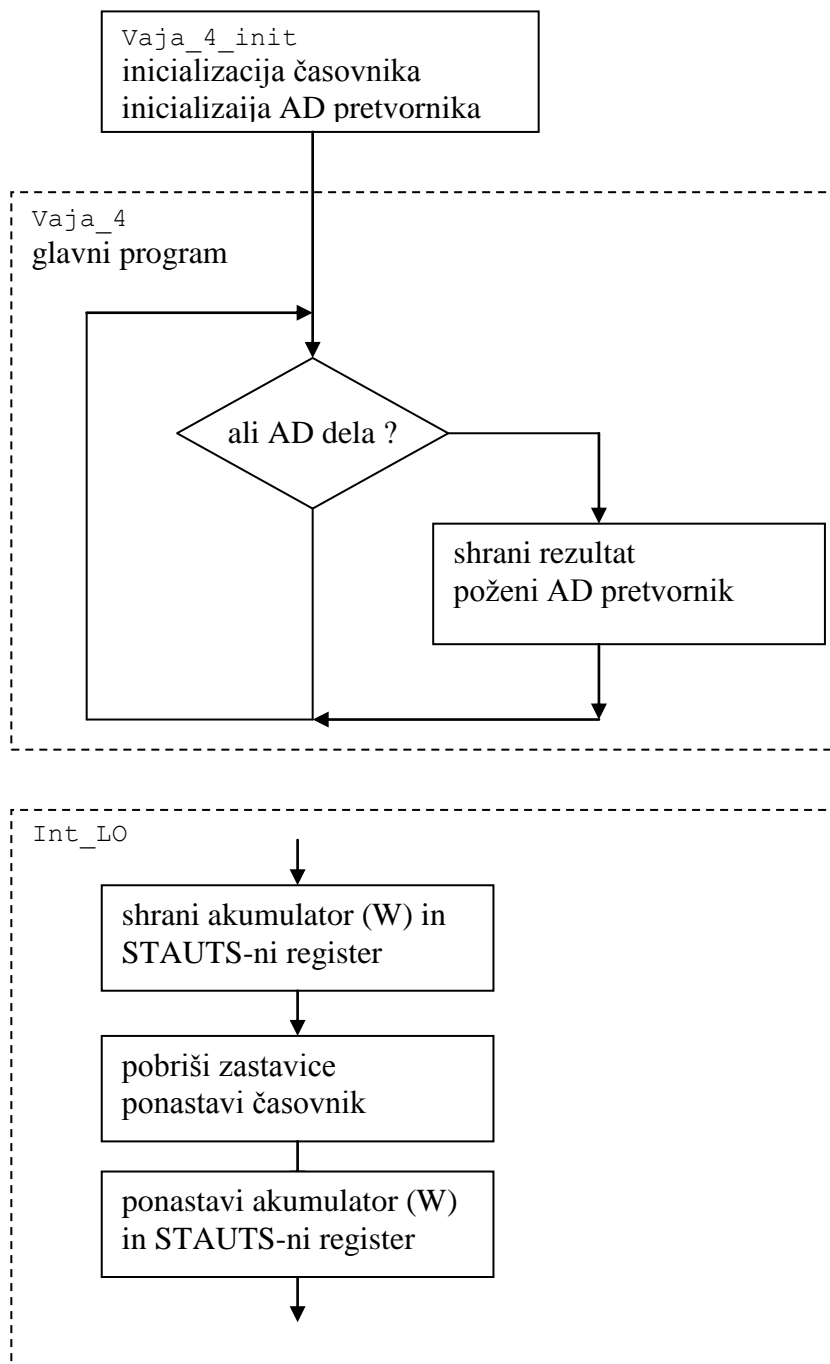 Vaja_4_init
inicializacija časovnika
inicializaija AD pretvornika
Vaja_4
glavni program
ali AD dela ?
shrani rezultat
poženi AD pretvornik
Int_LO
shrani akumulator (W) in
STAUTS-ni register
pobriši zastavice
ponastavi časovnik
ponastavi akumulator (W)
in STAUTS-ni register